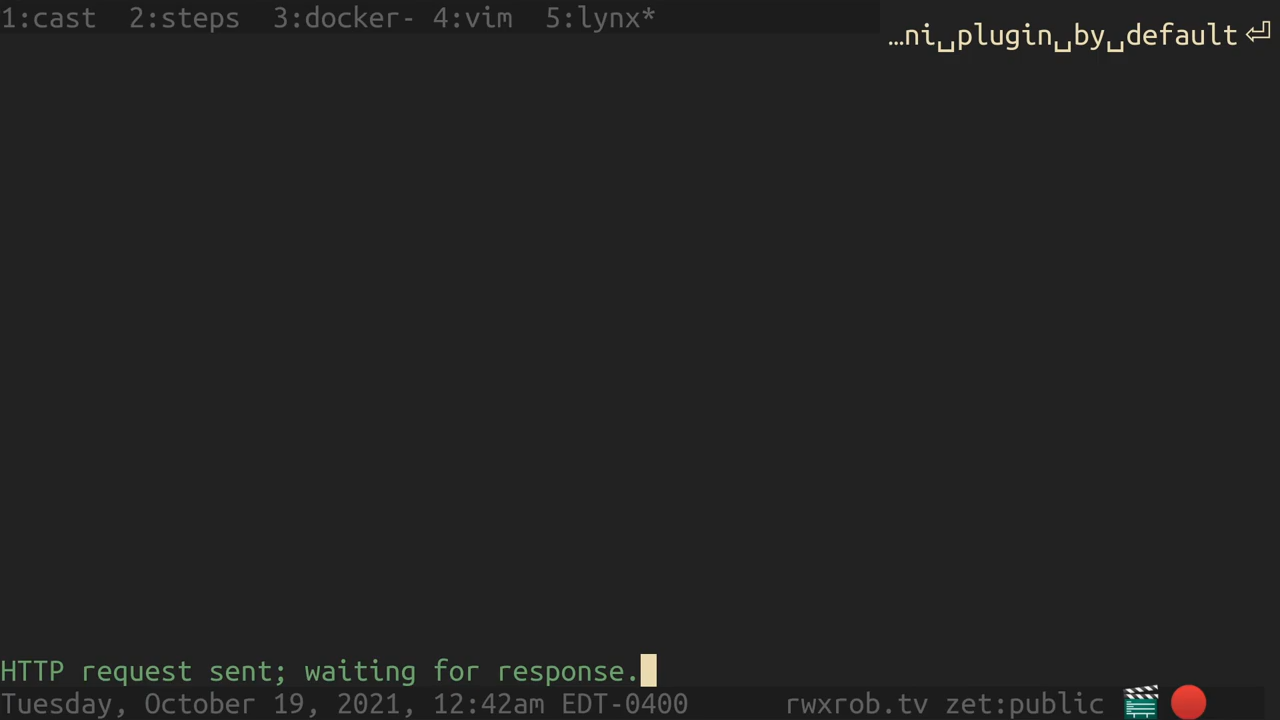 1:cast  2:steps  3:docker- 4:vim  5:lynx*
…ni␣plugin␣by␣default⏎
HTTP request sent; waiting for response.
Tuesday, October 19, 2021, 12:42am EDT-0400 rwxrob.tv zet:public 🎬 🔴